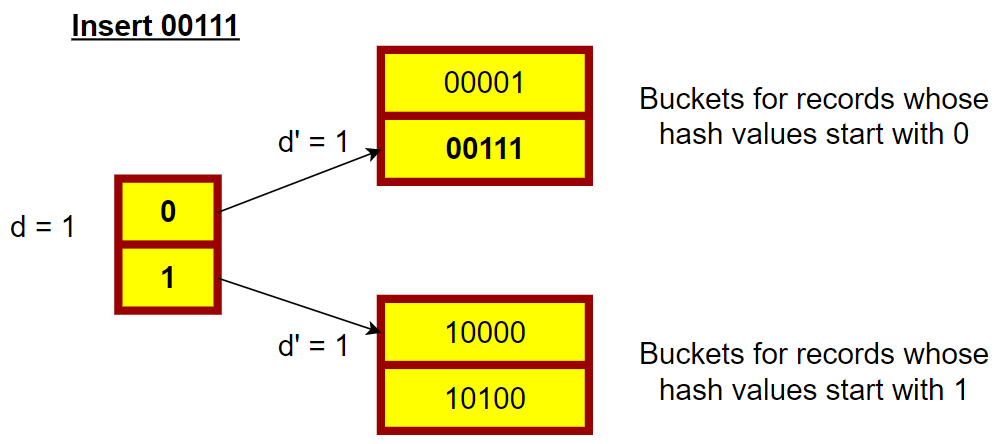 Insert 00111
00001
00111
Buckets for records whose
hash values start with 0
d' = 1
d = 1
0
1
d' = 1
10000
10100
Buckets for records whose
hash values start with 1